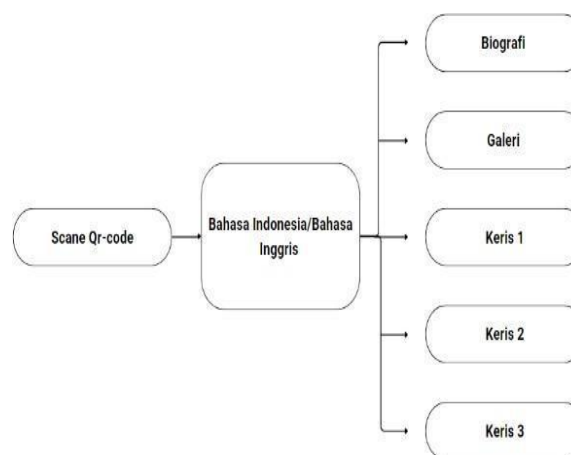 Biografi
Galeri
Scane Qr-code
Bahasa Indonesia/Bahasa
Inggris
Keris 1
Keris 2
Keris 3